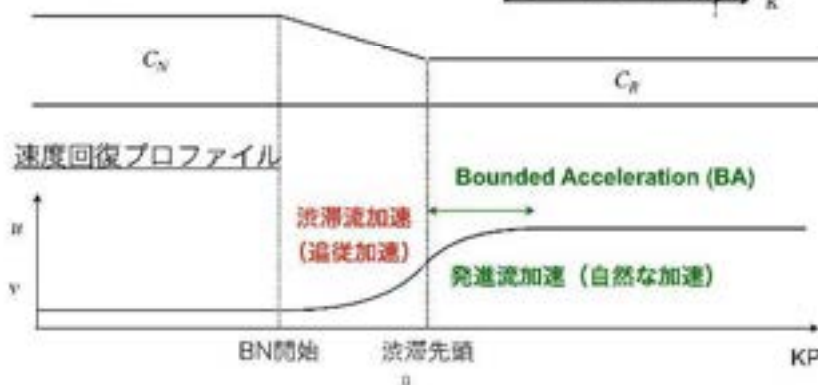 K
C_N
C_B
速度回復プロファイル
Bounded Acceleration (BA)
u
渋滞流加速
(追従加速)
v
発進流加速（自然な加速）
BN開始
渋滞先頭
KP
0